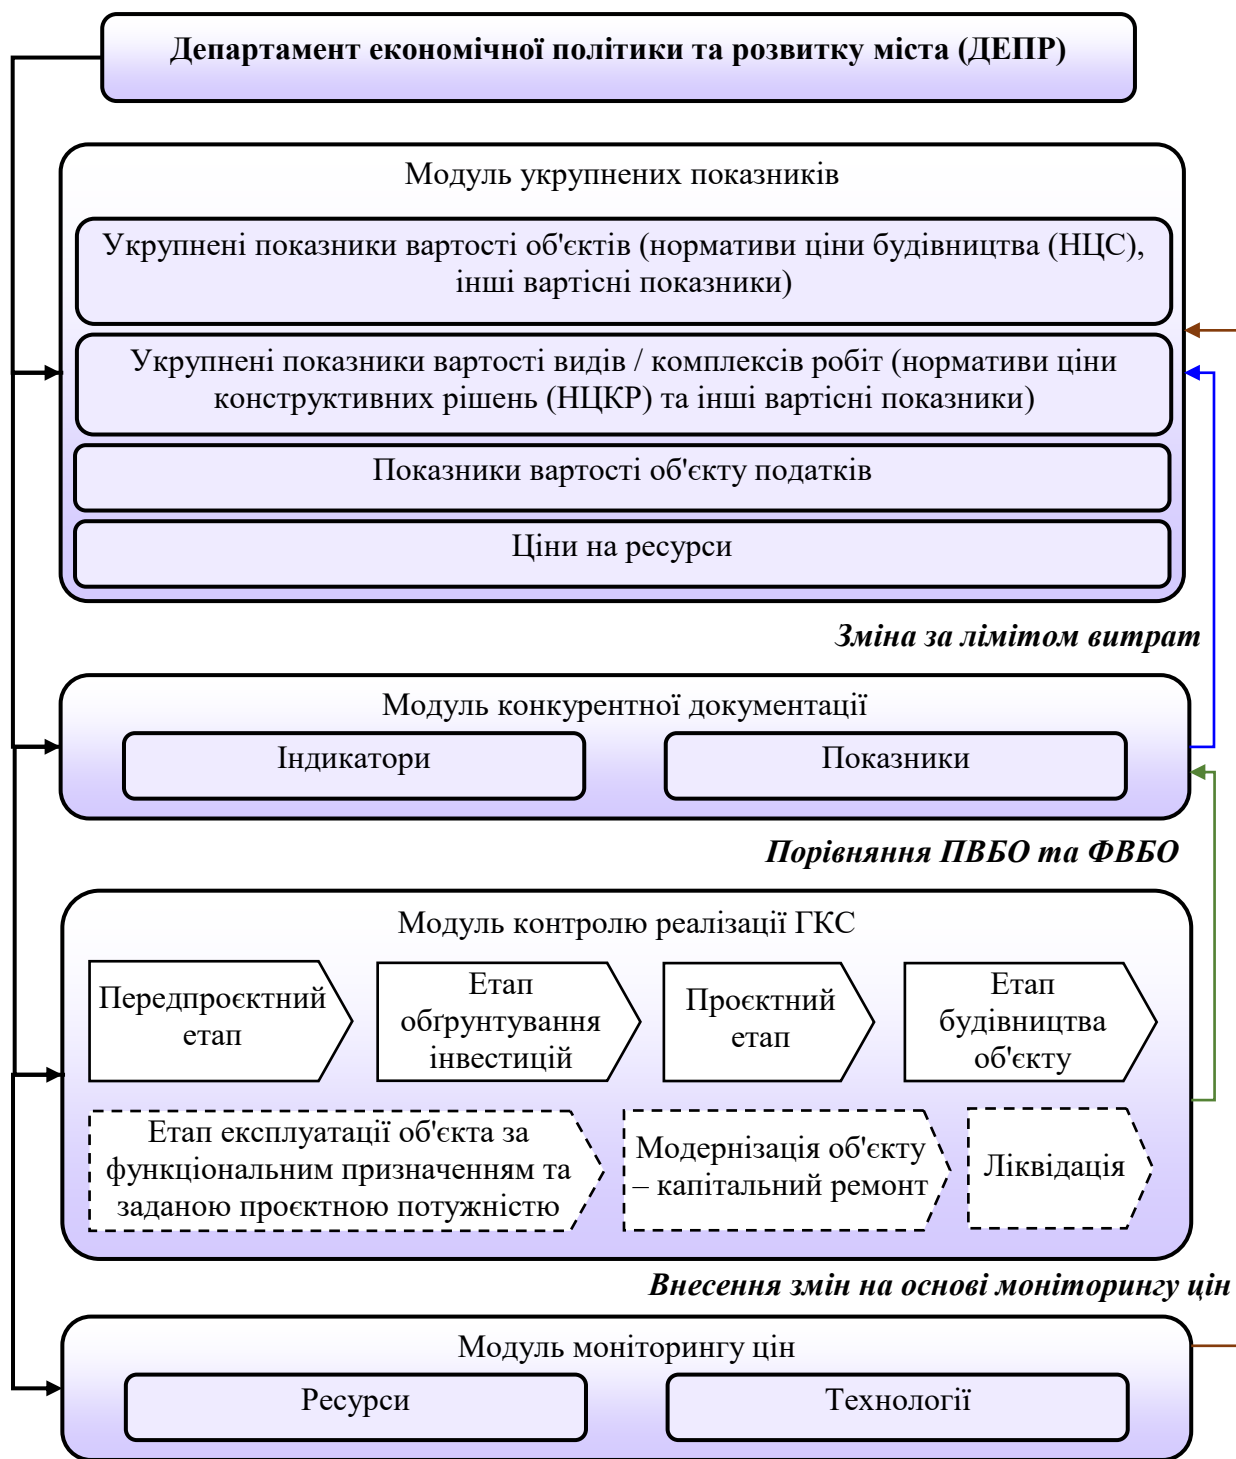 Департамент економічної політики та розвитку міста (ДЕПР)
Модуль укрупнених показників
Укрупнені показники вартості об'єктів (нормативи ціни будівництва (НЦС),
інші вартісні показники)
Укрупнені показники вартості видів / комплексів робіт (нормативи ціни
конструктивних рішень (НЦКР) та інші вартісні показники)
Показники вартості об'єкту податків
Ціни на ресурси
Зміна за лімітом витрат
Модуль конкурентної документації
Індикатори
Показники
Порівняння ПВБО та ФВБО
Модуль контролю реалізації ГКС
Передпроєктний
етап
Етап
обґрунтування
інвестицій
Проєктний
етап
Етап
будівництва
об'єкту
Етап експлуатації об'єкта за
функціональним призначенням та
заданою проєктною потужністю
Модернізація об'єкту
– капітальний ремонт
Ліквідація
Внесення змін на основі моніторингу цін
Модуль моніторингу цін
Ресурси
Технології